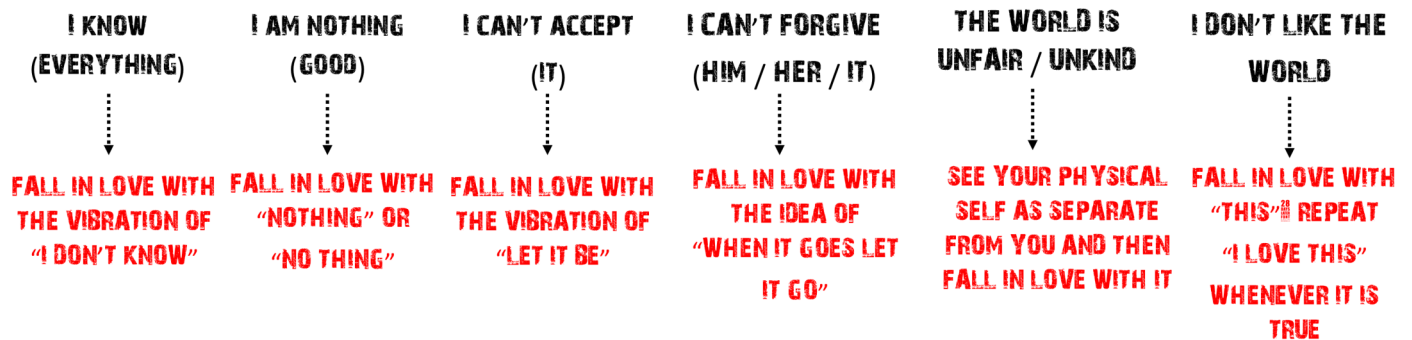 I KNOW
(EVERYTHING)
FALL IN LOVE WITH
THE VIBRATION OF
“I DON’T KNOW”
I AM NOTHING
(GOOD)
FALL IN LOVE WITH
“NOTHING” OR
“NO THING”
I CAN’T ACCEPT
(IT)
FALL IN LOVE WITH
THE VIBRATION OF
“LET IT BE”
I CAN’T FORGIVE
(HIM / HER / IT)
FALL IN LOVE WITH
THE IDEA OF
“WHEN IT GOES LET
IT GO”
THE WORLD IS
UNFAIR / UNKIND
SEE YOUR PHYSICAL
SELF AS SEPARATE
FROM YOU AND THEN
FALL IN LOVE WITH IT
I DON’T LIKE THE
WORLD
FALL IN LOVE WITH
“THIS” REPEAT
“I LOVE THIS”
WHENEVER IT IS
TRUE